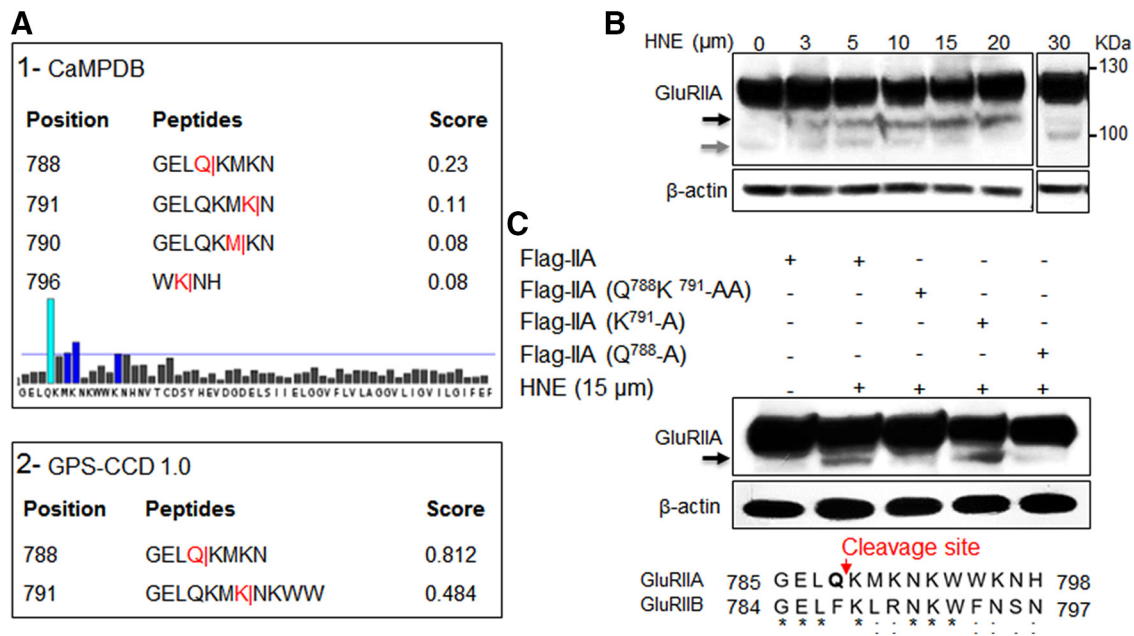 A
1- CaMPDB
Position Peptides Score
788 GELQ|KMKN 0.23
791 GELQKMK|N 0.11
790 GELQKM|KN 0.08
796 WK|NH 0.08
GELQKMKNKWWKNHNVTCDSYHEVDGDELSIIELGGVFLVLAGGVLIGVILGIFEF
2- GPS-CCD 1.0
Position Peptides Score
788 GELQ|KMKN 0.812
791 GELQKMK|NKWW 0.484
B
HNE (µm) 0 3 5 10 15 20 30 KDa
130
GluRIIA
100
β-actin
C
Flag-IIA + + - - -
Flag-IIA (Q788K 791-AA) - - + - -
Flag-IIA (K791-A) - - - + -
Flag-IIA (Q788-A) - - - - +
HNE (15 µm) - + + + +
GluRIIA
β-actin
Cleavage site
GluRIIA 785 G E L Q K M K N K W W K N H 798
GluRIIB 784 G E L F K L R N K W F N S N 797
* * * * : : * * * : : : :